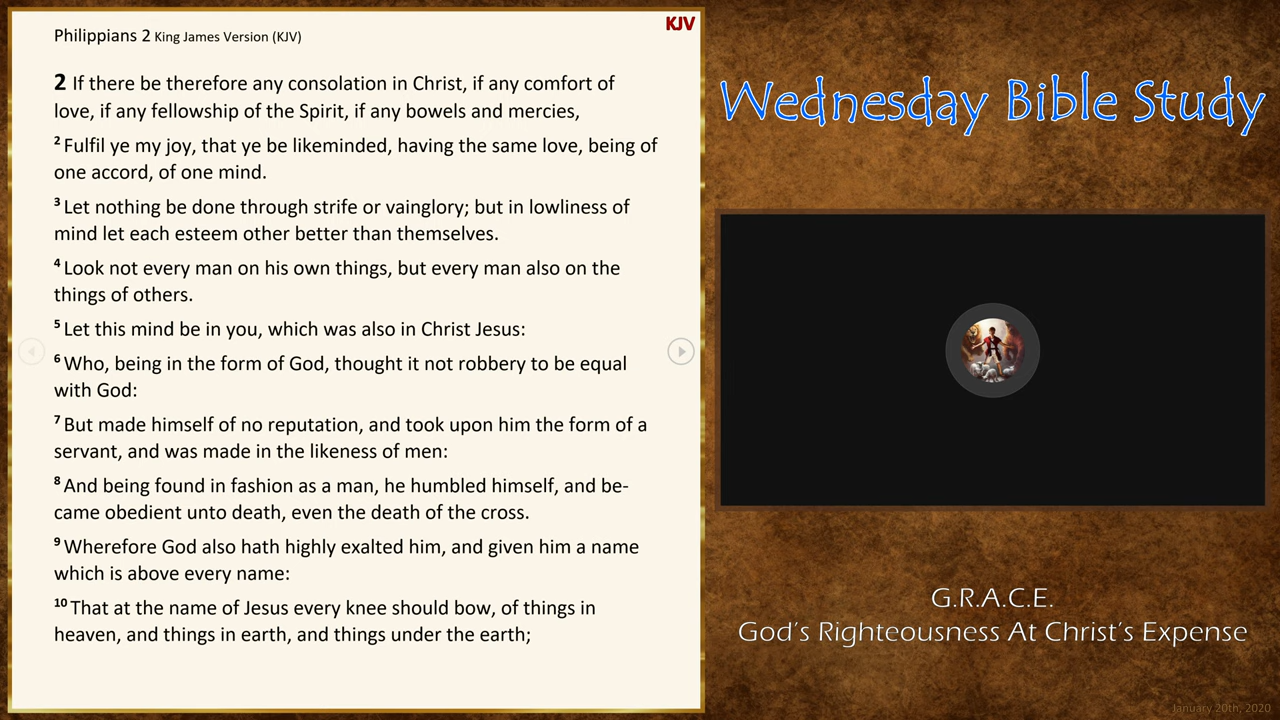 KJV
Philippians 2 King James Version (KJV)
2 If there be therefore any consolation in Christ, if any comfort of
love, if any fellowship of the Spirit, if any bowels and mercies,
2 Fulfil ye my joy, that ye be likeminded, having the same love, being of
one accord, of one mind.
3 Let nothing be done through strife or vainglory; but in lowliness of
mind let each esteem other better than themselves.
4 Look not every man on his own things, but every man also on the
things of others.
5 Let this mind be in you, which was also in Christ Jesus:
6 Who, being in the form of God, thought it not robbery to be equal
with God:
7 But made himself of no reputation, and took upon him the form of a
servant, and was made in the likeness of men:
8 And being found in fashion as a man, he humbled himself, and be-
came obedient unto death, even the death of the cross.
9 Wherefore God also hath highly exalted him, and given him a name
which is above every name:
10 That at the name of Jesus every knee should bow, of things in
heaven, and things in earth, and things under the earth;
Wednesday Bible Study
G.R.A.C.E.
God's Righteousness At Christ's Expense
January 20th, 2020